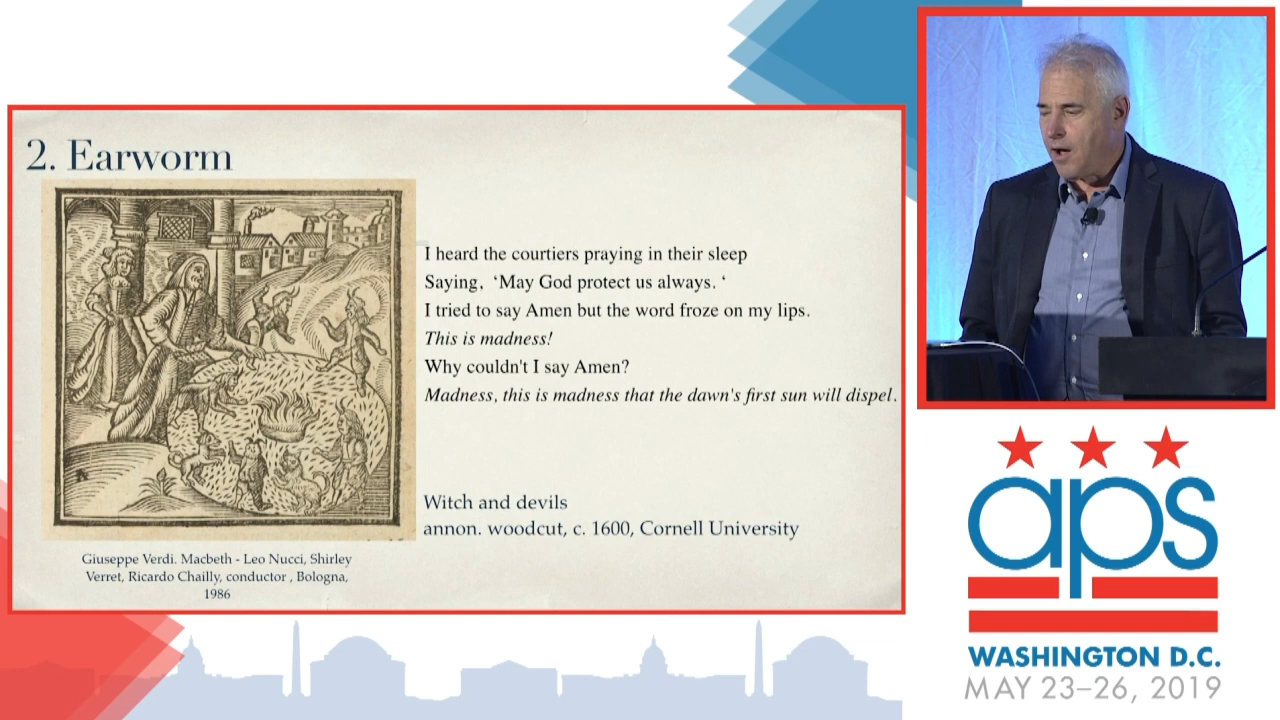 2. Earworm
I heard the courtiers praying in their sleep
Saying, ‘May God protect us always. ‘
I tried to say Amen but the word froze on my lips.
This is madness!
Why couldn't I say Amen?
Madness, this is madness that the dawn's first sun will dispel.
Witch and devils
annon. woodcut, c. 1600, Cornell University
Giuseppe Verdi. Macbeth - Leo Nucci, Shirley
Verret, Ricardo Chailly, conductor , Bologna,
1986
aps
WASHINGTON D.C.
MAY 23–26, 2019